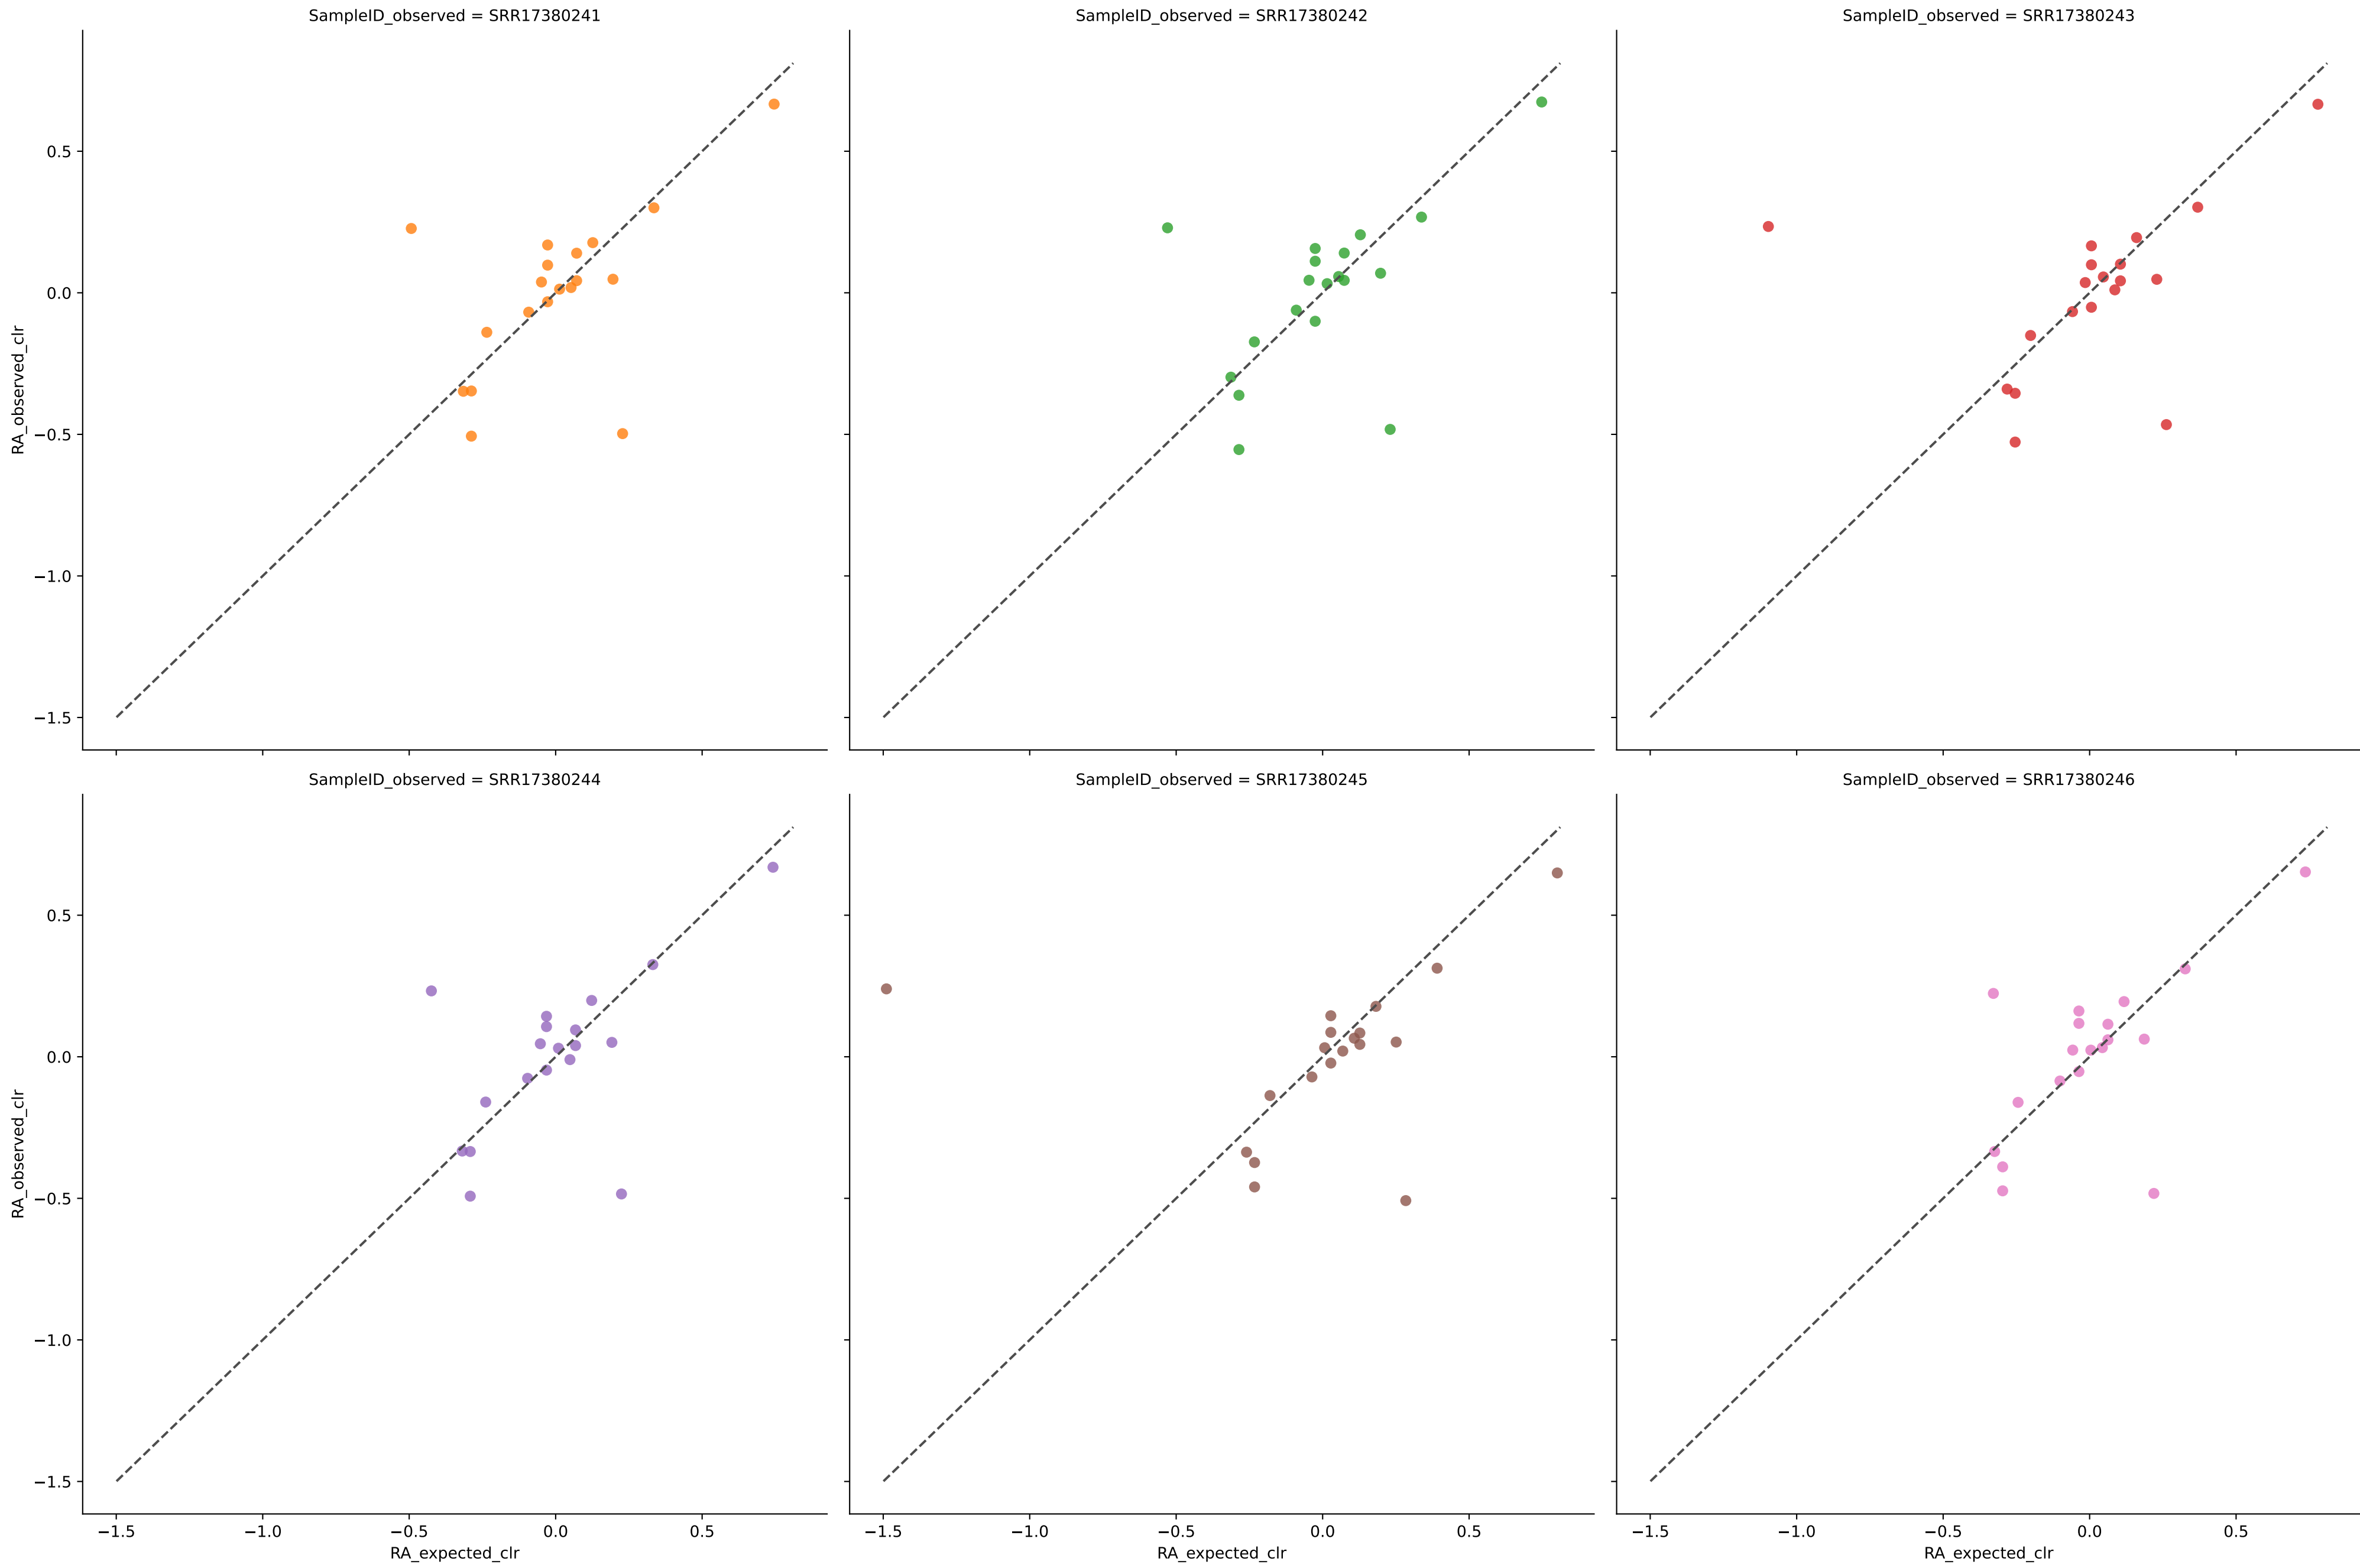 SampleID_observed = SRR17380241
SampleID_observed = SRR17380242
SampleID_observed = SRR17380243
0.5
0.0
−0.5
−1.0
−1.5
RA_observed_clr
SampleID_observed = SRR17380244
SampleID_observed = SRR17380245
SampleID_observed = SRR17380246
0.5
0.0
−0.5
−1.0
−1.5
RA_observed_clr
−1.5 −1.0 −0.5 0.0 0.5
RA_expected_clr
−1.5 −1.0 −0.5 0.0 0.5
RA_expected_clr
−1.5 −1.0 −0.5 0.0 0.5
RA_expected_clr